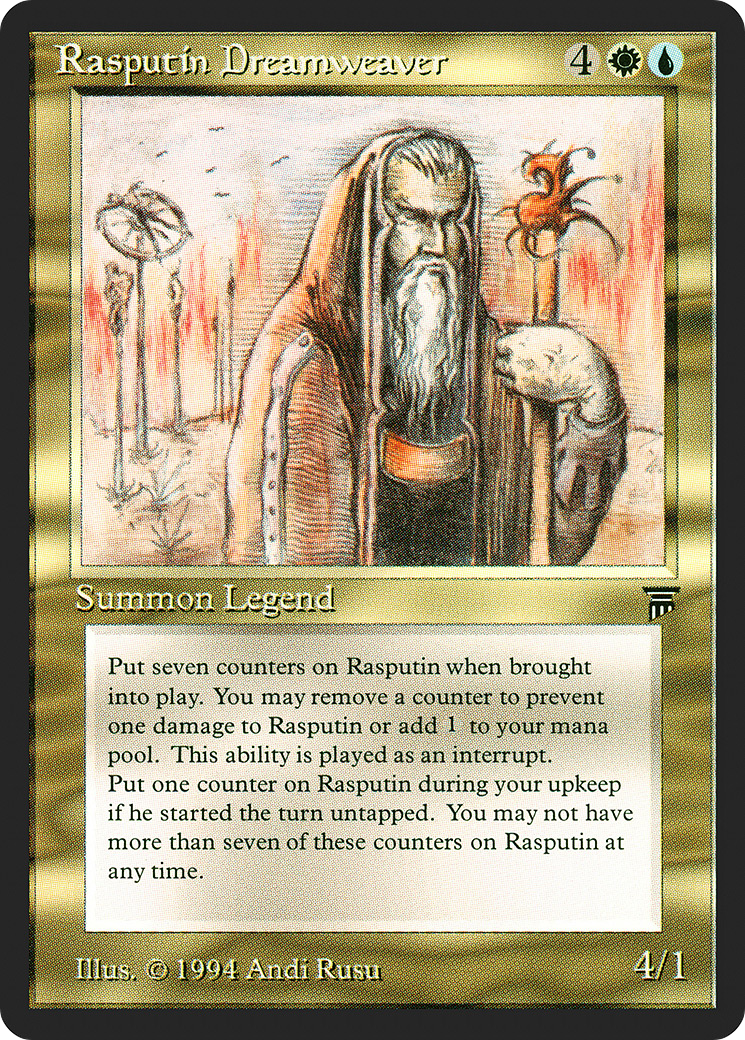 Rasputin Dreamweaver 4
Summon Legend
Put seven counters on Rasputin when brought
into play. You may remove a counter to prevent
one damage to Rasputin or add 1 to your mana
pool. This ability is played as an interrupt.
Put one counter on Rasputin during your upkeep
if he started the turn untapped. You may not have
more than seven of these counters on Rasputin at
any time.
Illus. © 1994 Andi Rusu 4/1